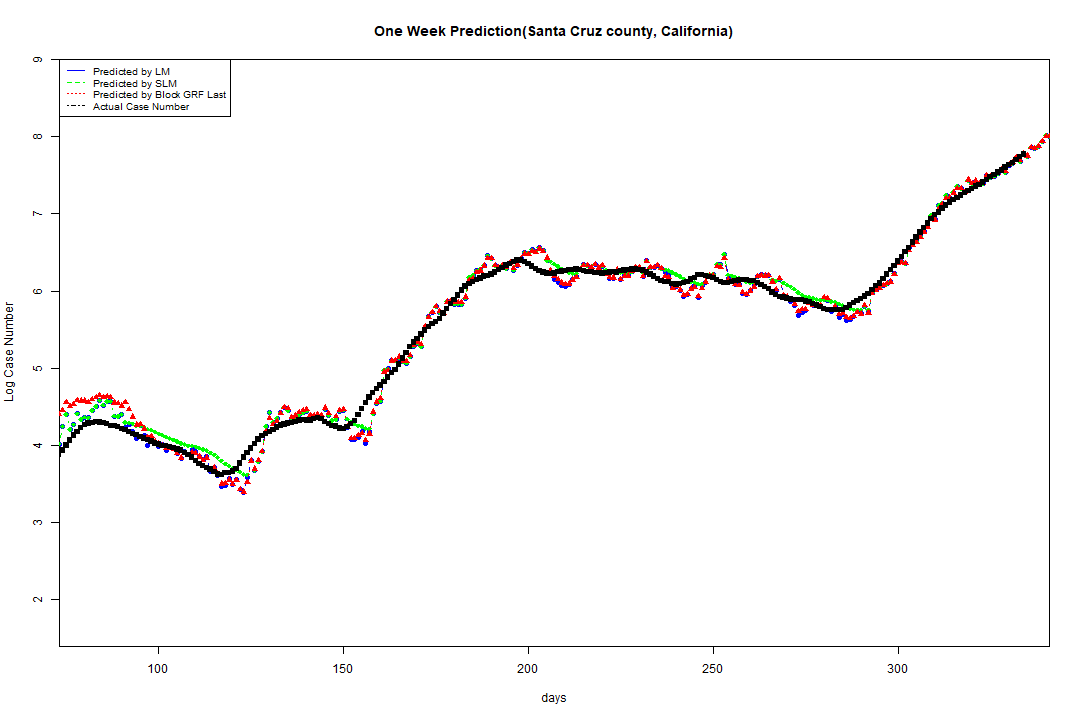 One Week Prediction(Santa Cruz county, California)
Predicted by LM
Predicted by SLM
Predicted by Block GRF Last
Actual Case Number
Log Case Number
9
8
7
6
5
4
3
2
100 150 200 250 300
days